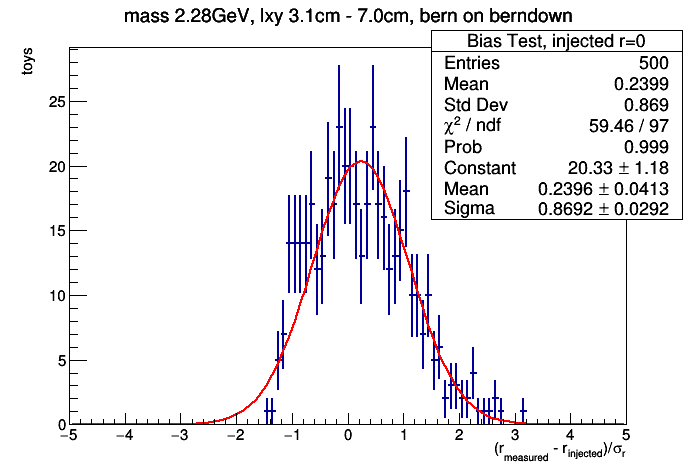 mass 2.28GeV, lxy 3.1cm - 7.0cm, bern on berndown
Bias Test, injected r=0
Entries 500
Mean 0.2399
Std Dev 0.869
χ² / ndf 59.46 / 97
Prob 0.999
Constant 20.33 ± 1.18
Mean 0.2396 ± 0.0413
Sigma 0.8692 ± 0.0292
toys
25
20
15
10
5
0
−5 −4 −3 −2 −1 0 1 2 3 4 5
(r_measured - r_injected)/σ_r